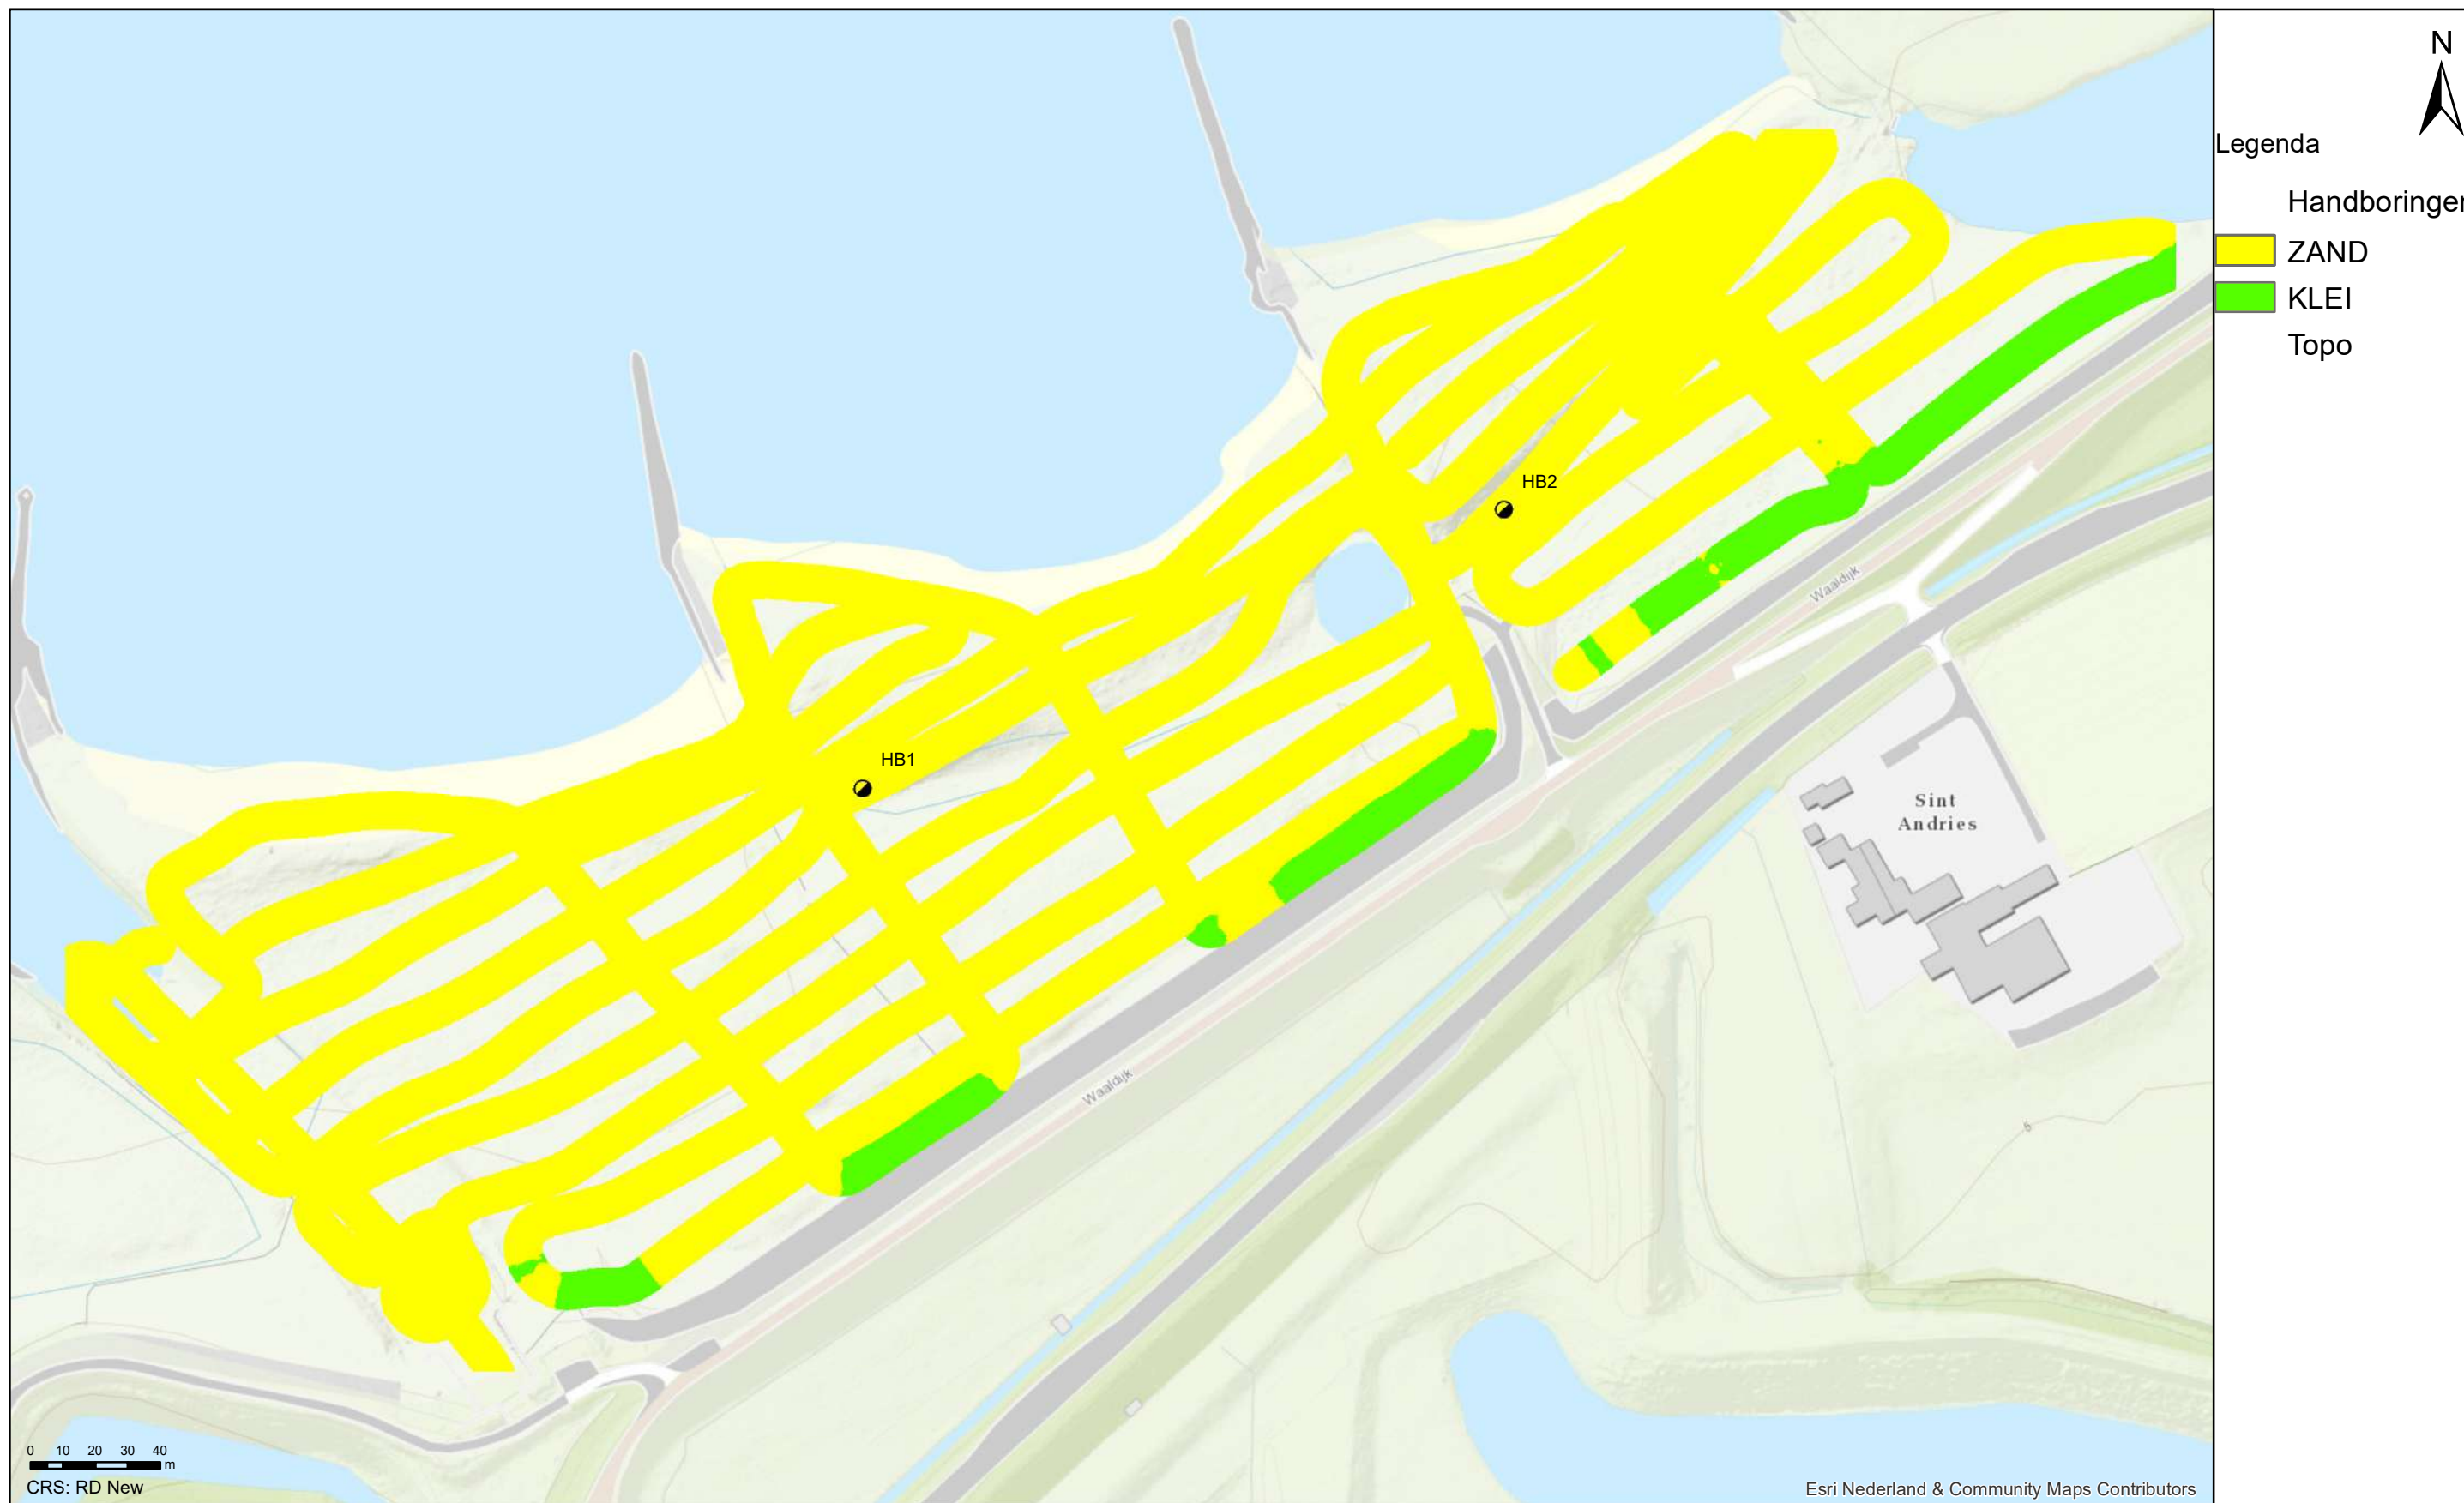 N
Legenda
Handboringen
ZAND
KLEI
Topo
HB2
Waaldijk
HB1
Sint
Andries
Waaldijk
5
0 10 20 30 40
m
CRS: RD New
Esri Nederland & Community Maps Contributors